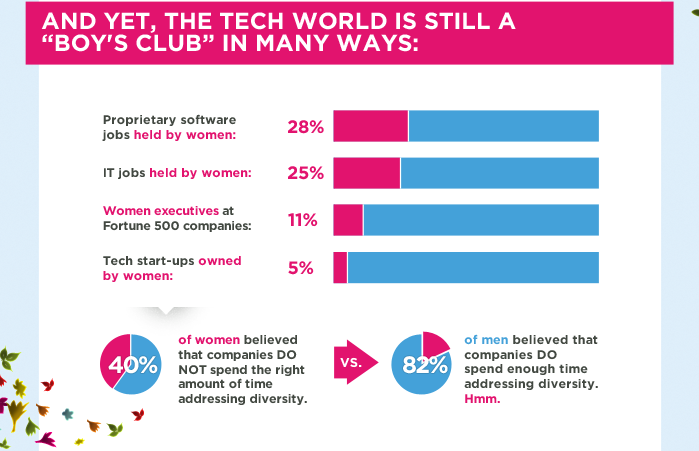 AND YET, THE TECH WORLD IS STILL A
“BOY'S CLUB” IN MANY WAYS:
Proprietary software
jobs held by women:
28%
IT jobs held by women:
25%
Women executives at
Fortune 500 companies:
11%
Tech start-ups owned
by women:
5%
40%
of women believed
that companies DO
NOT spend the right
amount of time
addressing diversity.
VS.
82%
of men believed that
companies DO
spend enough time
addressing diversity.
Hmm.